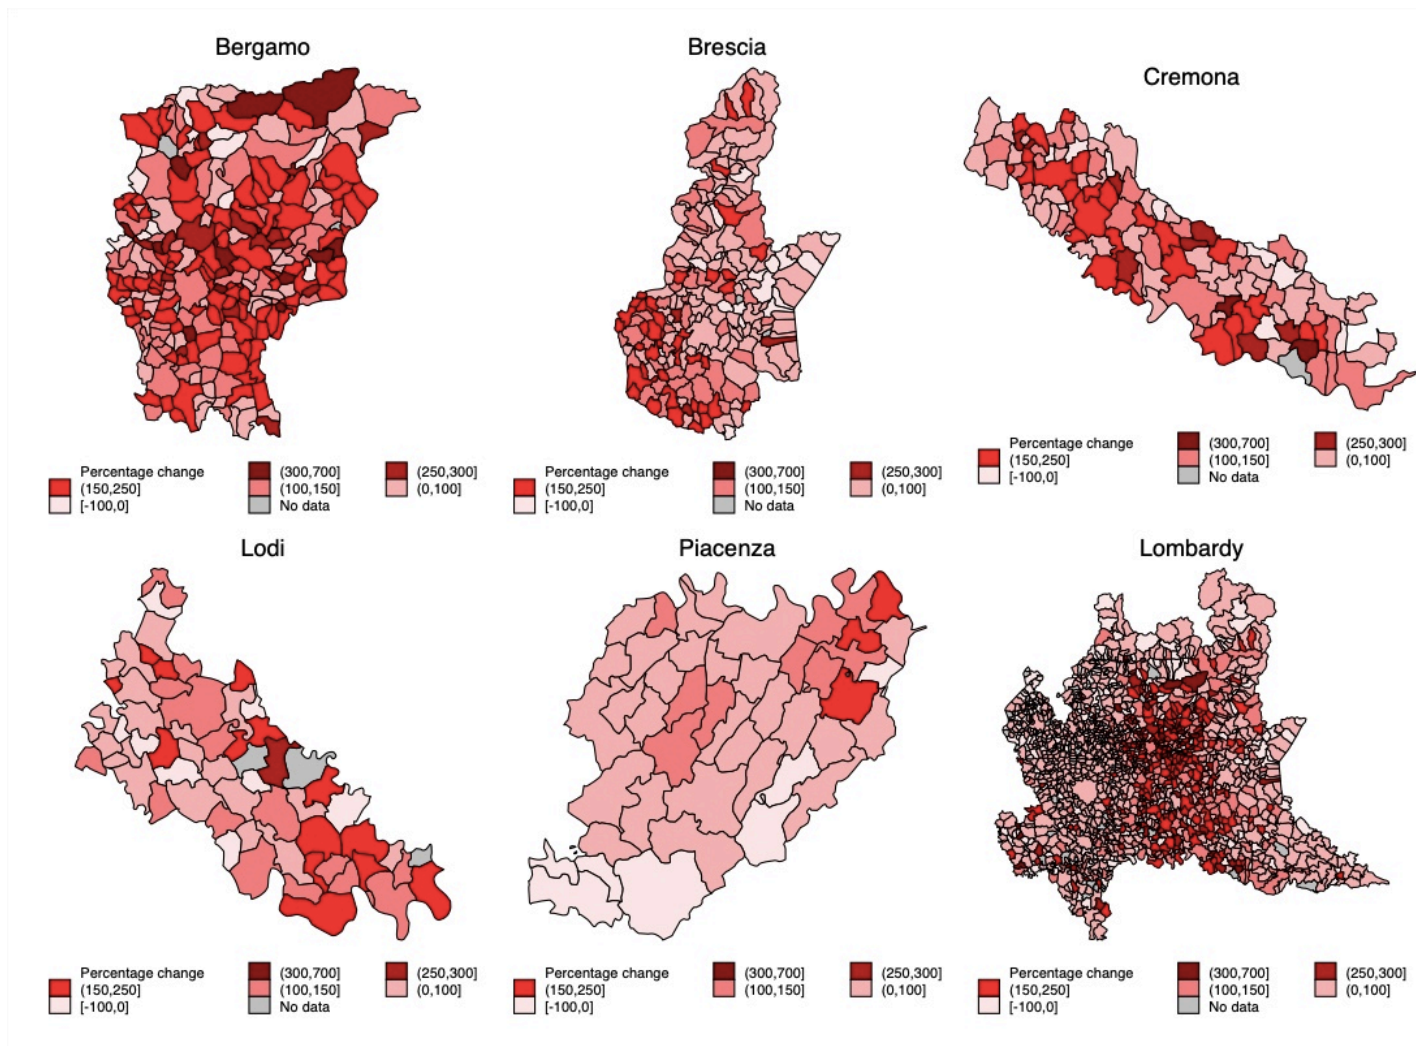 Bergamo
Brescia
Cremona
Percentage change
(300,700]
(250,300]
(150,250]
(100,150]
(0,100]
[-100,0]
No data
Percentage change
(300,700]
(250,300]
(150,250]
(100,150]
(0,100]
[-100,0]
No data
Percentage change
(300,700]
(250,300]
(150,250]
(100,150]
(0,100]
[-100,0]
No data
Lodi
Piacenza
Lombardy
Percentage change
(300,700]
(250,300]
(150,250]
(100,150]
(0,100]
[-100,0]
No data
Percentage change
(300,700]
(250,300]
(150,250]
(100,150]
(0,100]
[-100,0]
Percentage change
(300,700]
(250,300]
(150,250]
(100,150]
(0,100]
[-100,0]
No data